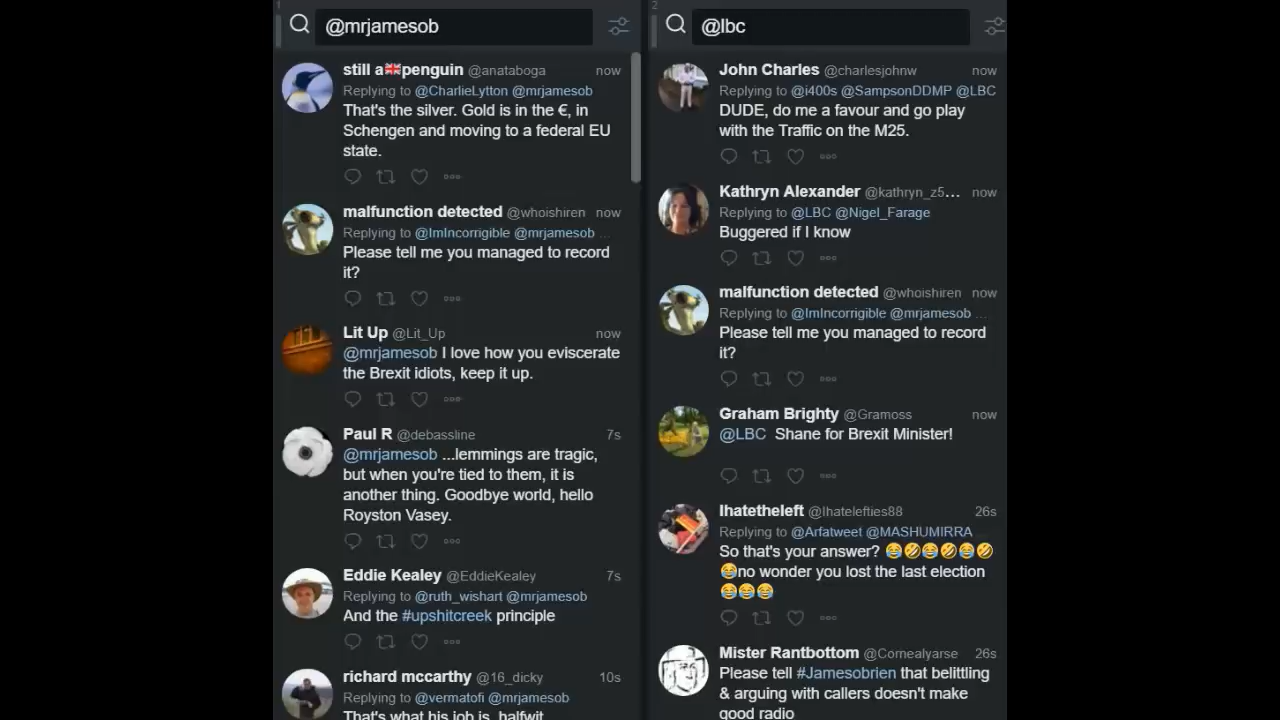 1
@mrjamesob
still a🇬🇧penguin @anataboga now
Replying to @CharlieLytton @mrjamesob
That's the silver. Gold is in the €, in
Schengen and moving to a federal EU
state.
malfunction detected @whoishiren now
Replying to @ImIncorrigible @mrjamesob ...
Please tell me you managed to record
it?
Lit Up @Lit_Up now
@mrjamesob I love how you eviscerate
the Brexit idiots, keep it up.
Paul R @debassline 7s
@mrjamesob ...lemmings are tragic,
but when you're tied to them, it is
another thing. Goodbye world, hello
Royston Vasey.
Eddie Kealey @EddieKealey 7s
Replying to @ruth_wishart @mrjamesob
And the #upshitcreek principle
richard mccarthy @16_dicky 10s
Replying to @vermatofi @mrjamesob
That's what his job is, halfwit
2
@lbc
John Charles @charlesjohnw now
Replying to @i400s @SampsonDDMP @LBC
DUDE, do me a favour and go play
with the Traffic on the M25.
Kathryn Alexander @kathryn_z5... now
Replying to @LBC @Nigel_Farage
Buggered if I know
malfunction detected @whoishiren now
Replying to @ImIncorrigible @mrjamesob ...
Please tell me you managed to record
it?
Graham Brighty @Gramoss now
@LBC Shane for Brexit Minister!
Ihatetheleft @Ihatelefties88 26s
Replying to @Arfatweet @MASHUMIRRA
So that's your answer? 😂🤣😂🤣😂🤣
😂no wonder you lost the last election
😂😂😂
Mister Rantbottom @Comealyarse 26s
Please tell #Jamesobrien that belittling
& arguing with callers doesn't make
good radio